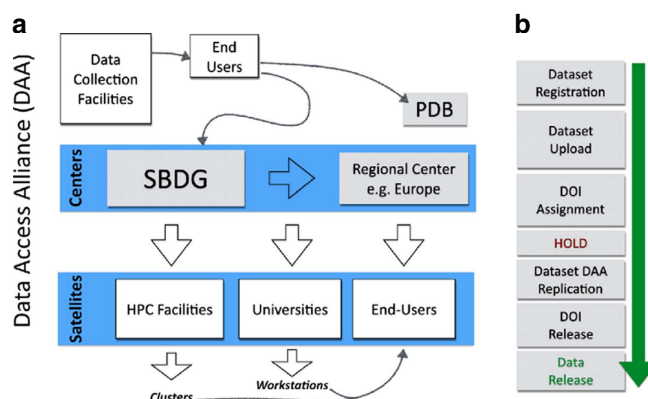 a
Data Access Alliance (DAA)
Data
Collection
Facilities
End
Users
PDB
Centers
SBDG
Regional Center
e.g. Europe
Satellites
HPC Facilities
Universities
End-Users
Clusters
Workstations
b
Dataset
Registration
Dataset
Upload
DOI
Assignment
HOLD
Dataset DAA
Replication
DOI
Release
Data
Release